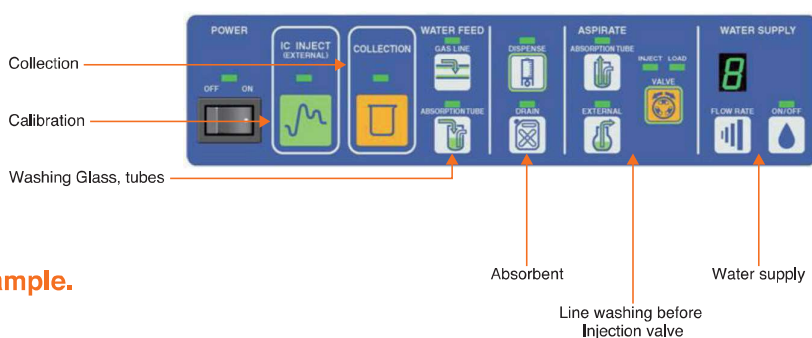 POWER
OFF ON
IC INJECT
(EXTERNAL)
COLLECTION
WATER FEED
GAS LINE
ABSORPTION TUBE
DISPENSE
DRAIN
ASPIRATE
ABSORPTION TUBE
EXTERNAL
INJECT LOAD
VALVE
WATER SUPPLY
8
FLOW RATE
ON/OFF
Collection
Calibration
Washing Glass, tubes
Absorbent
Line washing before
Injection valve
Water supply
ample.